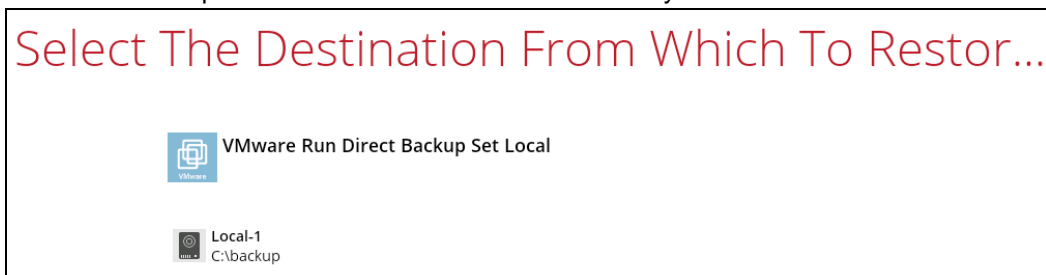 Select The Destination From Which To Restor...
VMware Run Direct Backup Set Local
VMware
Local-1
C:\backup